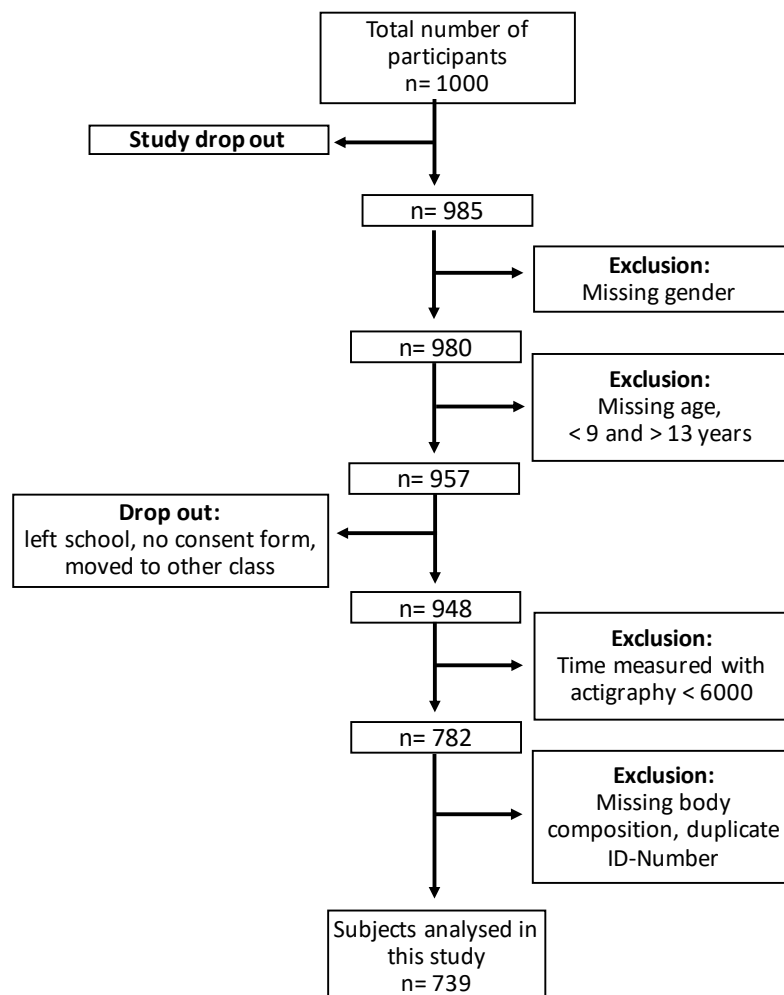 Total number of
participants
n= 1000
Study drop out
n= 985
Exclusion:
Missing gender
n= 980
Exclusion:
Missing age,
< 9 and > 13 years
n= 957
Drop out:
left school, no consent form,
moved to other class
n= 948
Exclusion:
Time measured with
actigraphy < 6000
n= 782
Exclusion:
Missing body
composition, duplicate
ID-Number
Subjects analysed in
this study
n= 739